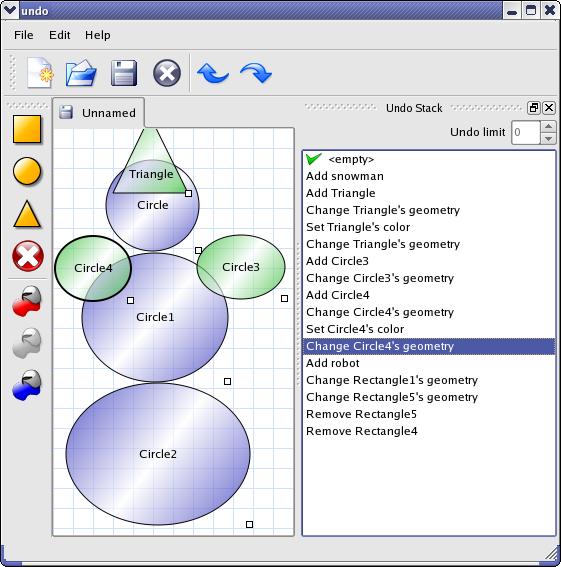 undo
File Edit Help
Unnamed
Triangle
Circle
Circle4
Circle3
Circle1
Circle2
Undo Stack
Undo limit 0
<empty>
Add snowman
Add Triangle
Change Triangle's geometry
Set Triangle's color
Change Triangle's geometry
Add Circle3
Change Circle3's geometry
Add Circle4
Change Circle4's geometry
Set Circle4's color
Change Circle4's geometry
Add robot
Change Rectangle1's geometry
Change Rectangle5's geometry
Remove Rectangle5
Remove Rectangle4